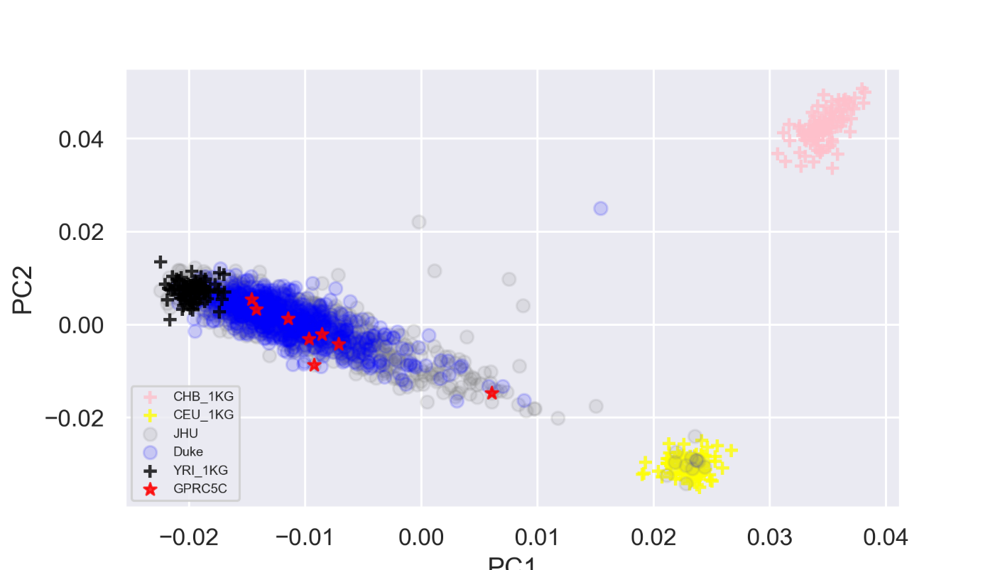 PC2
0.04
0.02
0.00
−0.02
CHB_1KG
CEU_1KG
JHU
Duke
YRI_1KG
GPRC5C
−0.02
−0.01
0.00
0.01
0.02
0.03
0.04
PC1